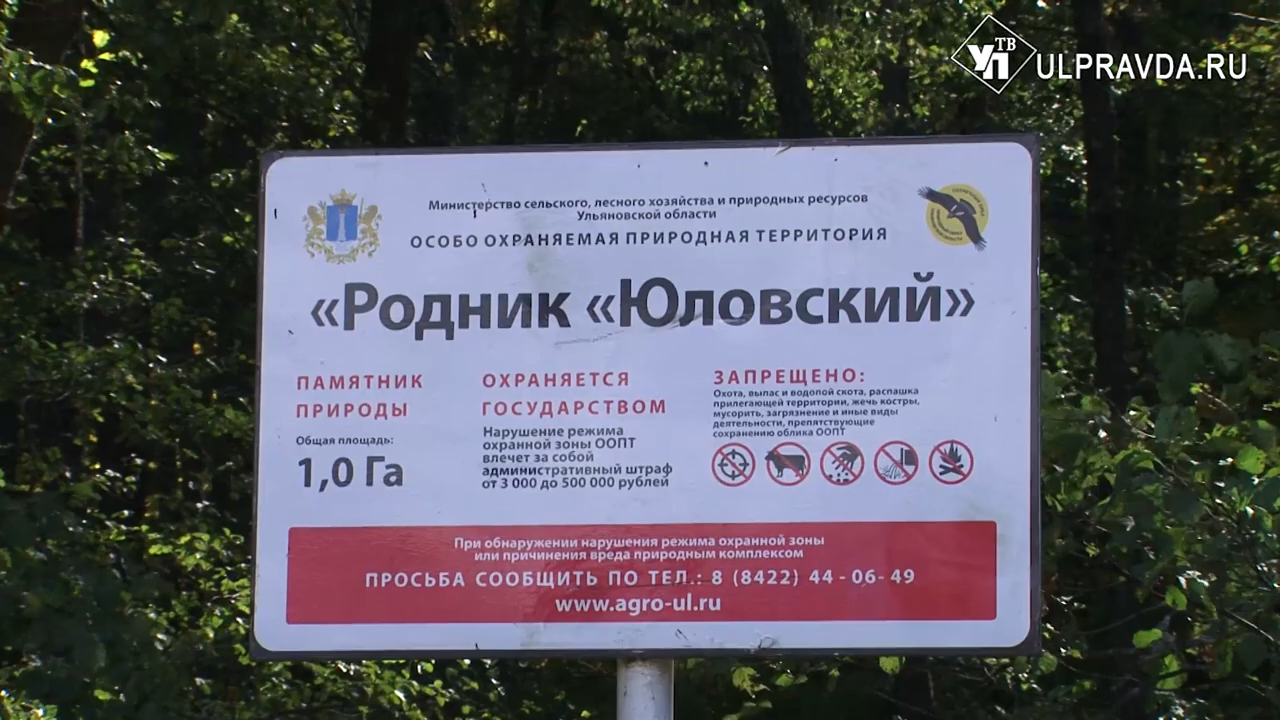 УП ТВ ULPRAVDA.RU
Министерство сельского, лесного хозяйства и природных ресурсов
Ульяновской области
ОСОБО ОХРАНЯЕМАЯ ПРИРОДНАЯ ТЕРРИТОРИЯ
«Родник «Юловский»
ПАМЯТНИК
ПРИРОДЫ
Общая площадь:
1,0 Га
ОХРАНЯЕТСЯ
ГОСУДАРСТВОМ
Нарушение режима
охранной зоны ООПТ
влечет за собой
административный штраф
от 3 000 до 500 000 рублей
ЗАПРЕЩЕНО:
Охота, выпас и водопой скота, распашка
прилегающей территории, жечь костры,
мусорить, загрязнение и иные виды
деятельности, препятствующие
сохранению облика ООПТ
При обнаружении нарушения режима охранной зоны
или причинения вреда природным комплексом
ПРОСЬБА СООБЩИТЬ ПО ТЕЛ.: 8 (8422) 44 - 06- 49
www.agro-ul.ru